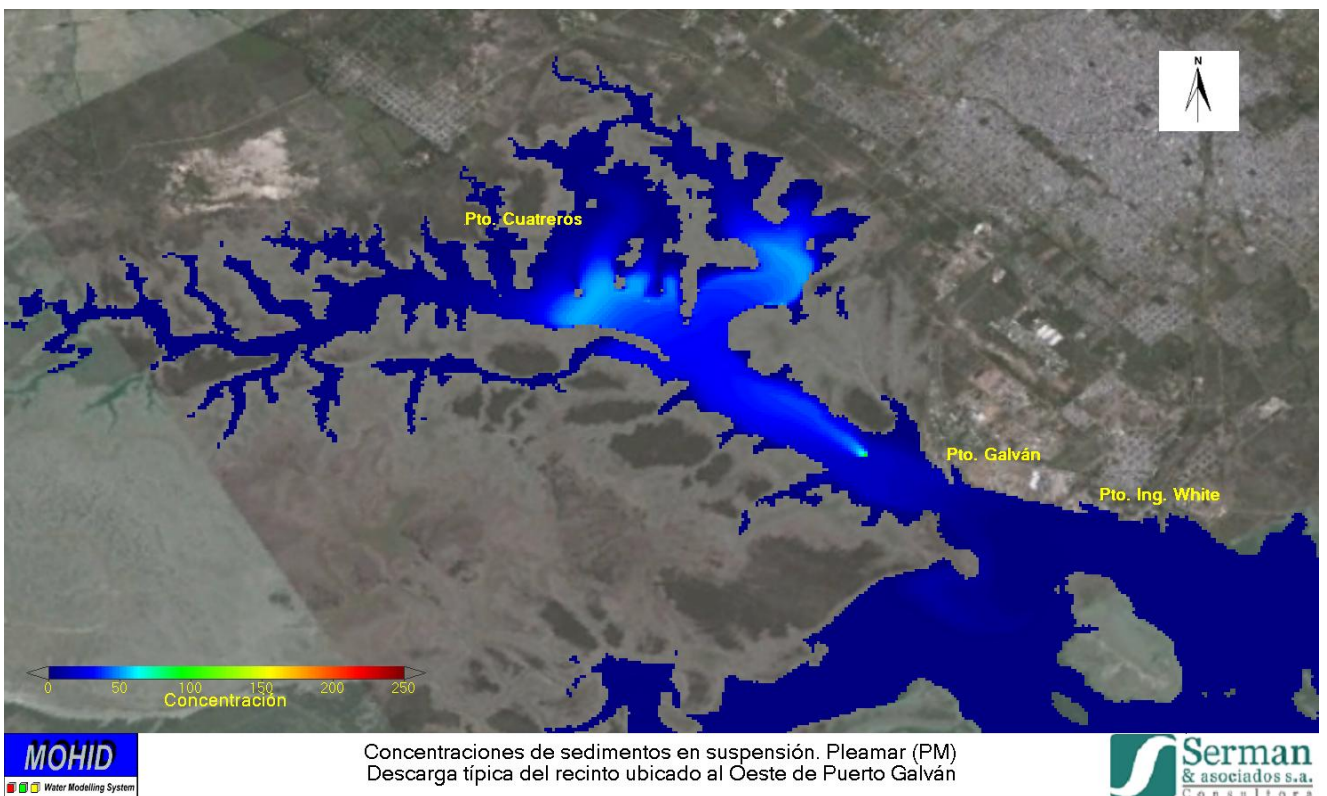 N
Pto. Cuatreros
Pto. Galván
Pto. Ing. White
0 50 100 150 200 250
Concentración
MOHID
Water Modelling System
Concentraciones de sedimentos en suspensión. Pleamar (PM)
Descarga típica del recinto ubicado al Oeste de Puerto Galván
Serman
& asociados s.a.
Consultora